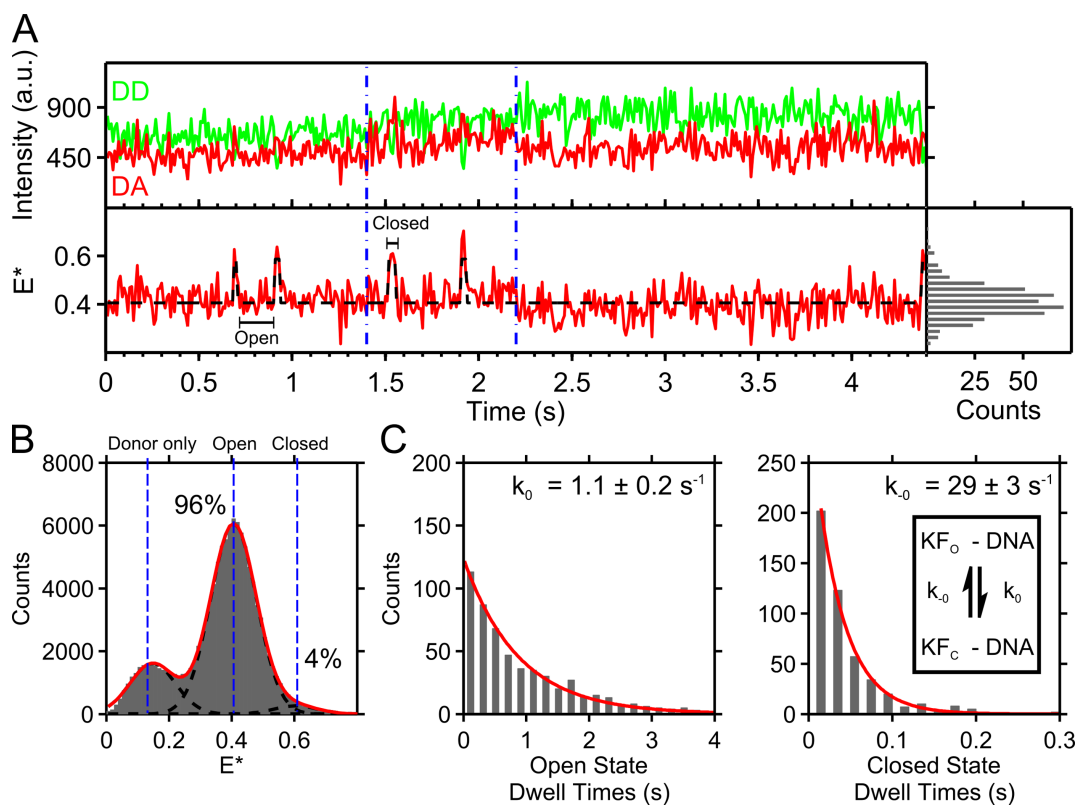 A
Intensity (a.u.)
900
450
DD
DA
E*
0.6
0.4
Closed
Open
0 0.5 1 1.5 2 2.5 3 3.5 4
Time (s)
25 50
Counts
B
Donor only Open Closed
8000
6000
4000
2000
0
Counts
96%
4%
0 0.2 0.4 0.6
E*
C
200
150
100
50
0
Counts
k₀ = 1.1 ± 0.2 s⁻¹
0 1 2 3 4
Open State
Dwell Times (s)
250
200
150
100
50
0
k₋₀ = 29 ± 3 s⁻¹
KF_O - DNA
k₋₀ k₀
KF_C - DNA
0 0.1 0.2 0.3
Closed State
Dwell Times (s)